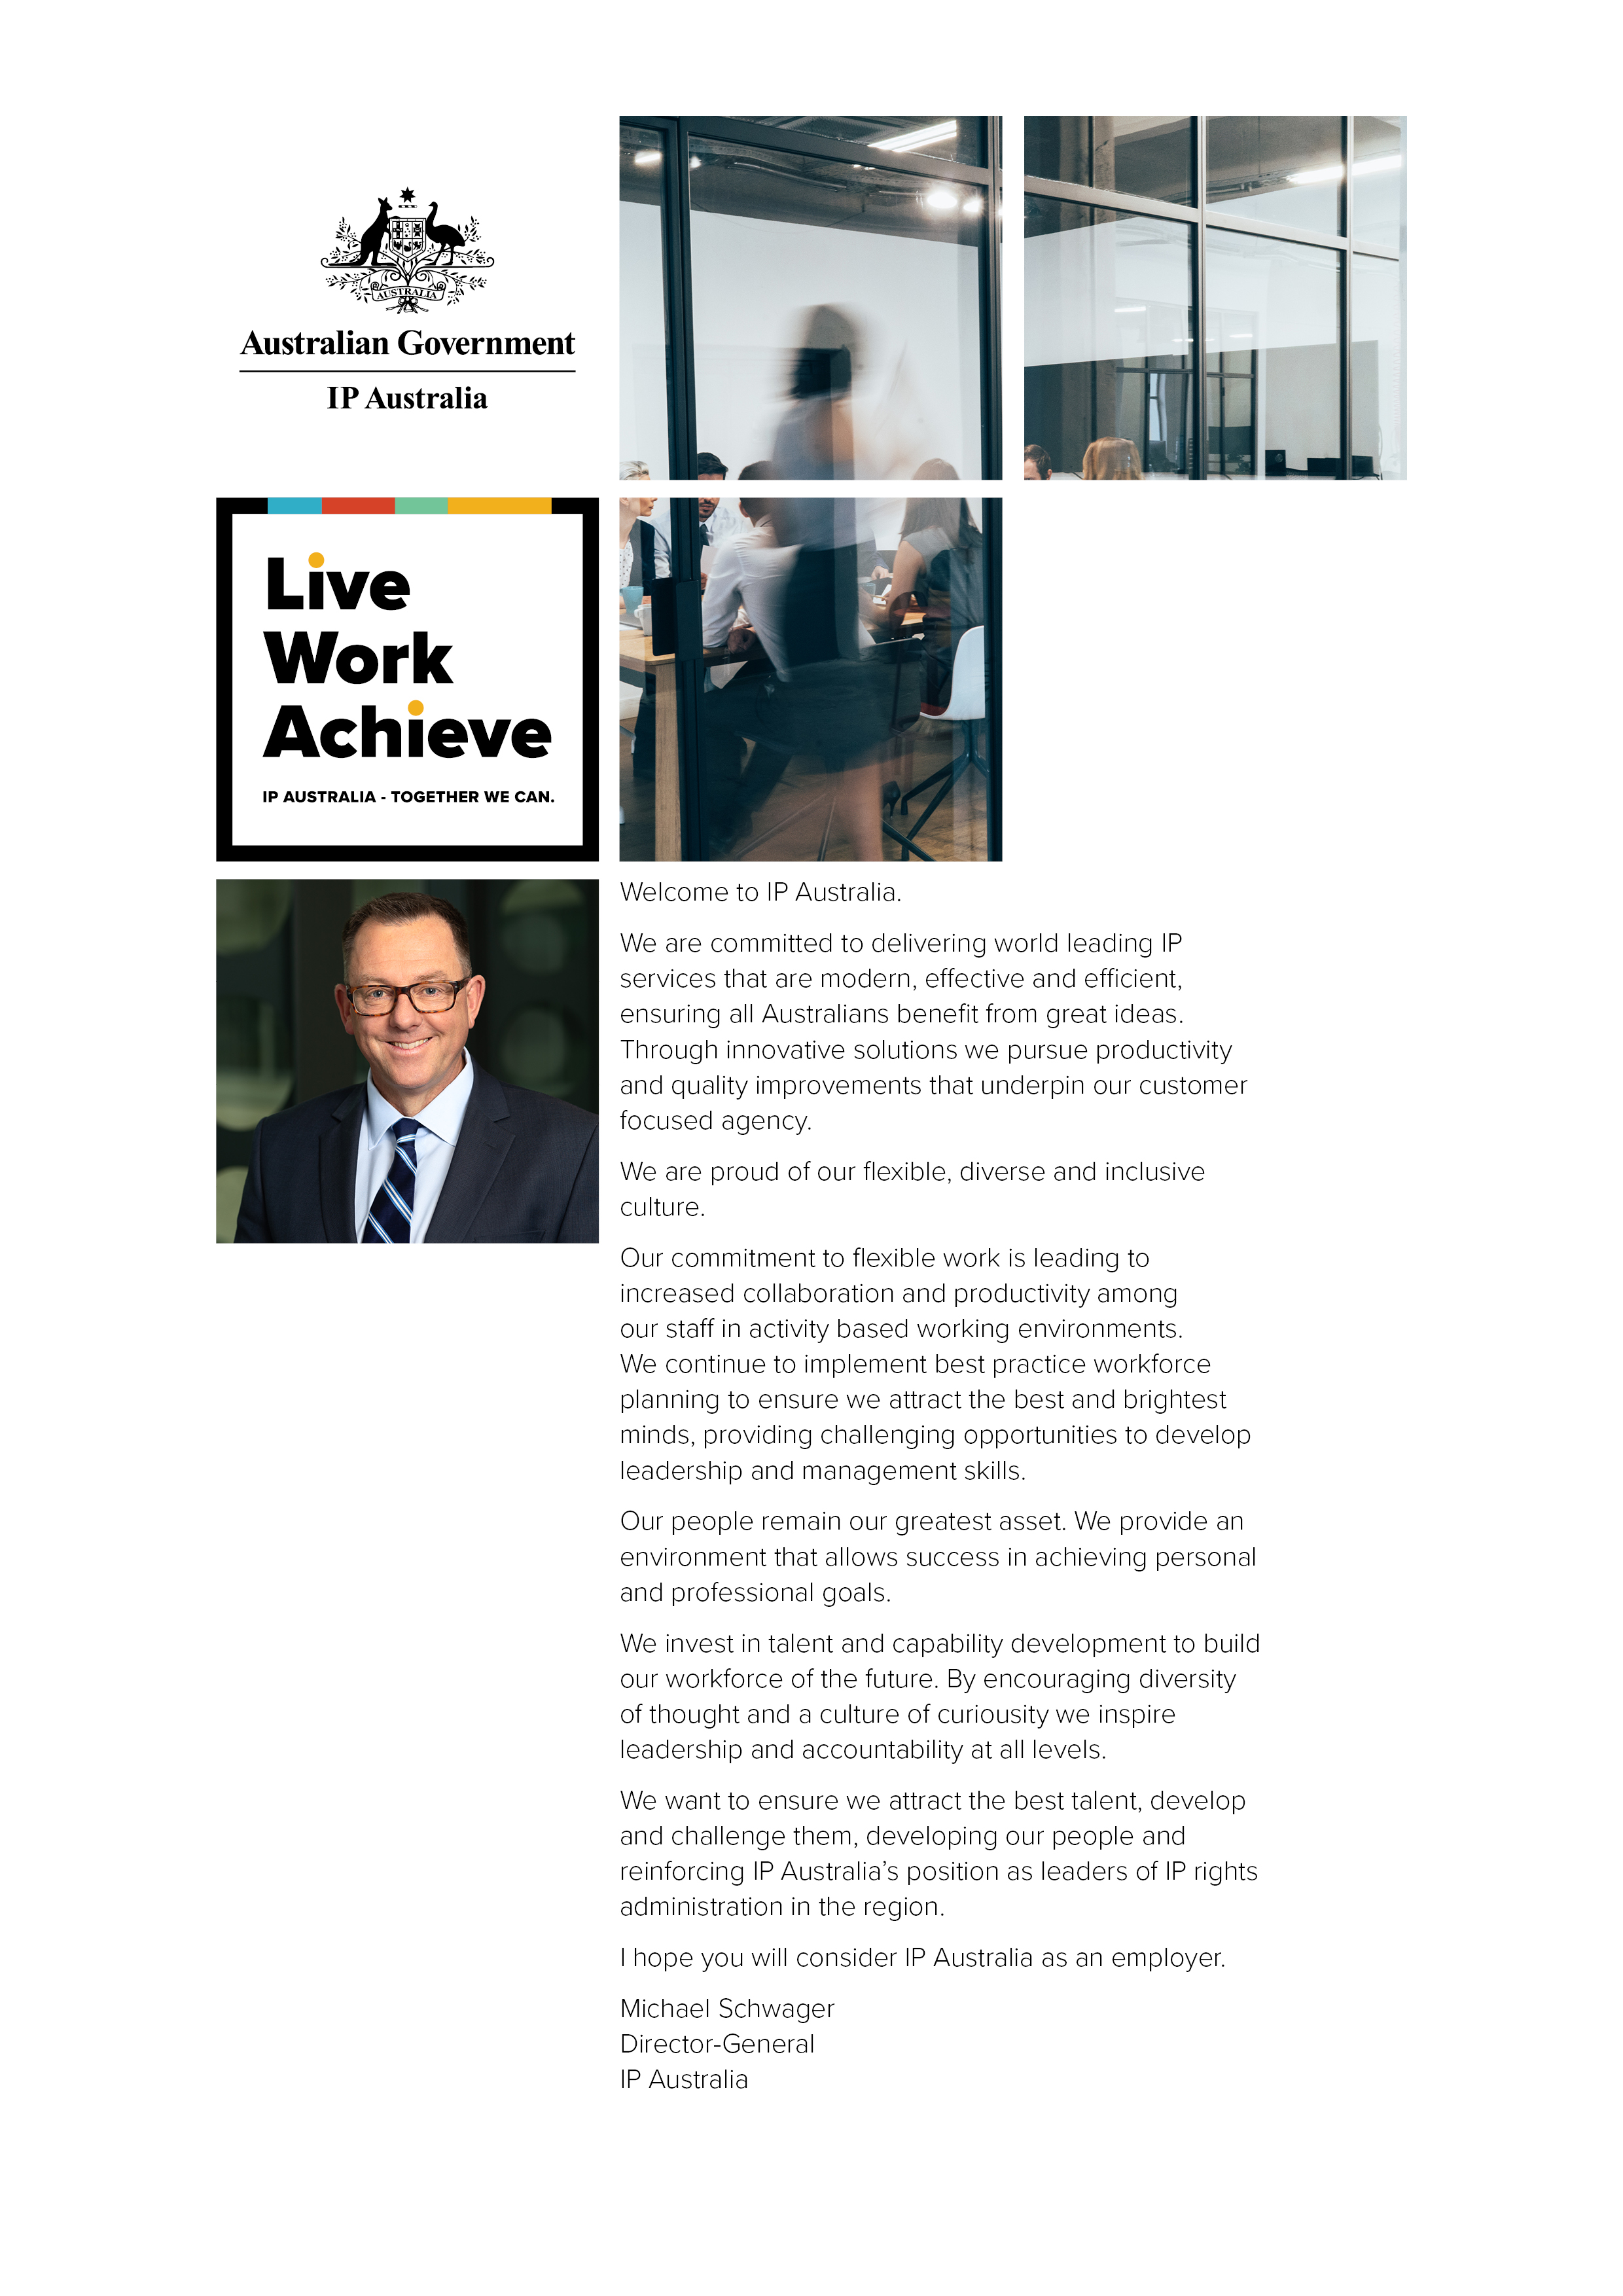 AUSTRALIA
Australian Government
IP Australia
Live
Work
Achieve
IP AUSTRALIA - TOGETHER WE CAN.
Welcome to IP Australia.
We are committed to delivering world leading IP
services that are modern, effective and efficient,
ensuring all Australians benefit from great ideas.
Through innovative solutions we pursue productivity
and quality improvements that underpin our customer
focused agency.
We are proud of our flexible, diverse and inclusive
culture.
Our commitment to flexible work is leading to
increased collaboration and productivity among
our staff in activity based working environments.
We continue to implement best practice workforce
planning to ensure we attract the best and brightest
minds, providing challenging opportunities to develop
leadership and management skills.
Our people remain our greatest asset. We provide an
environment that allows success in achieving personal
and professional goals.
We invest in talent and capability development to build
our workforce of the future. By encouraging diversity
of thought and a culture of curiousity we inspire
leadership and accountability at all levels.
We want to ensure we attract the best talent, develop
and challenge them, developing our people and
reinforcing IP Australia’s position as leaders of IP rights
administration in the region.
I hope you will consider IP Australia as an employer.
Michael Schwager
Director-General
IP Australia